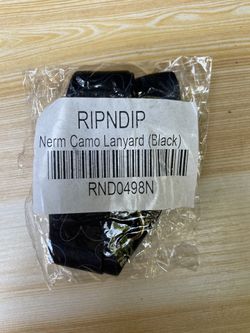 RIPNDIP
Nerm Camo Lanyard (Black)
RND0498N